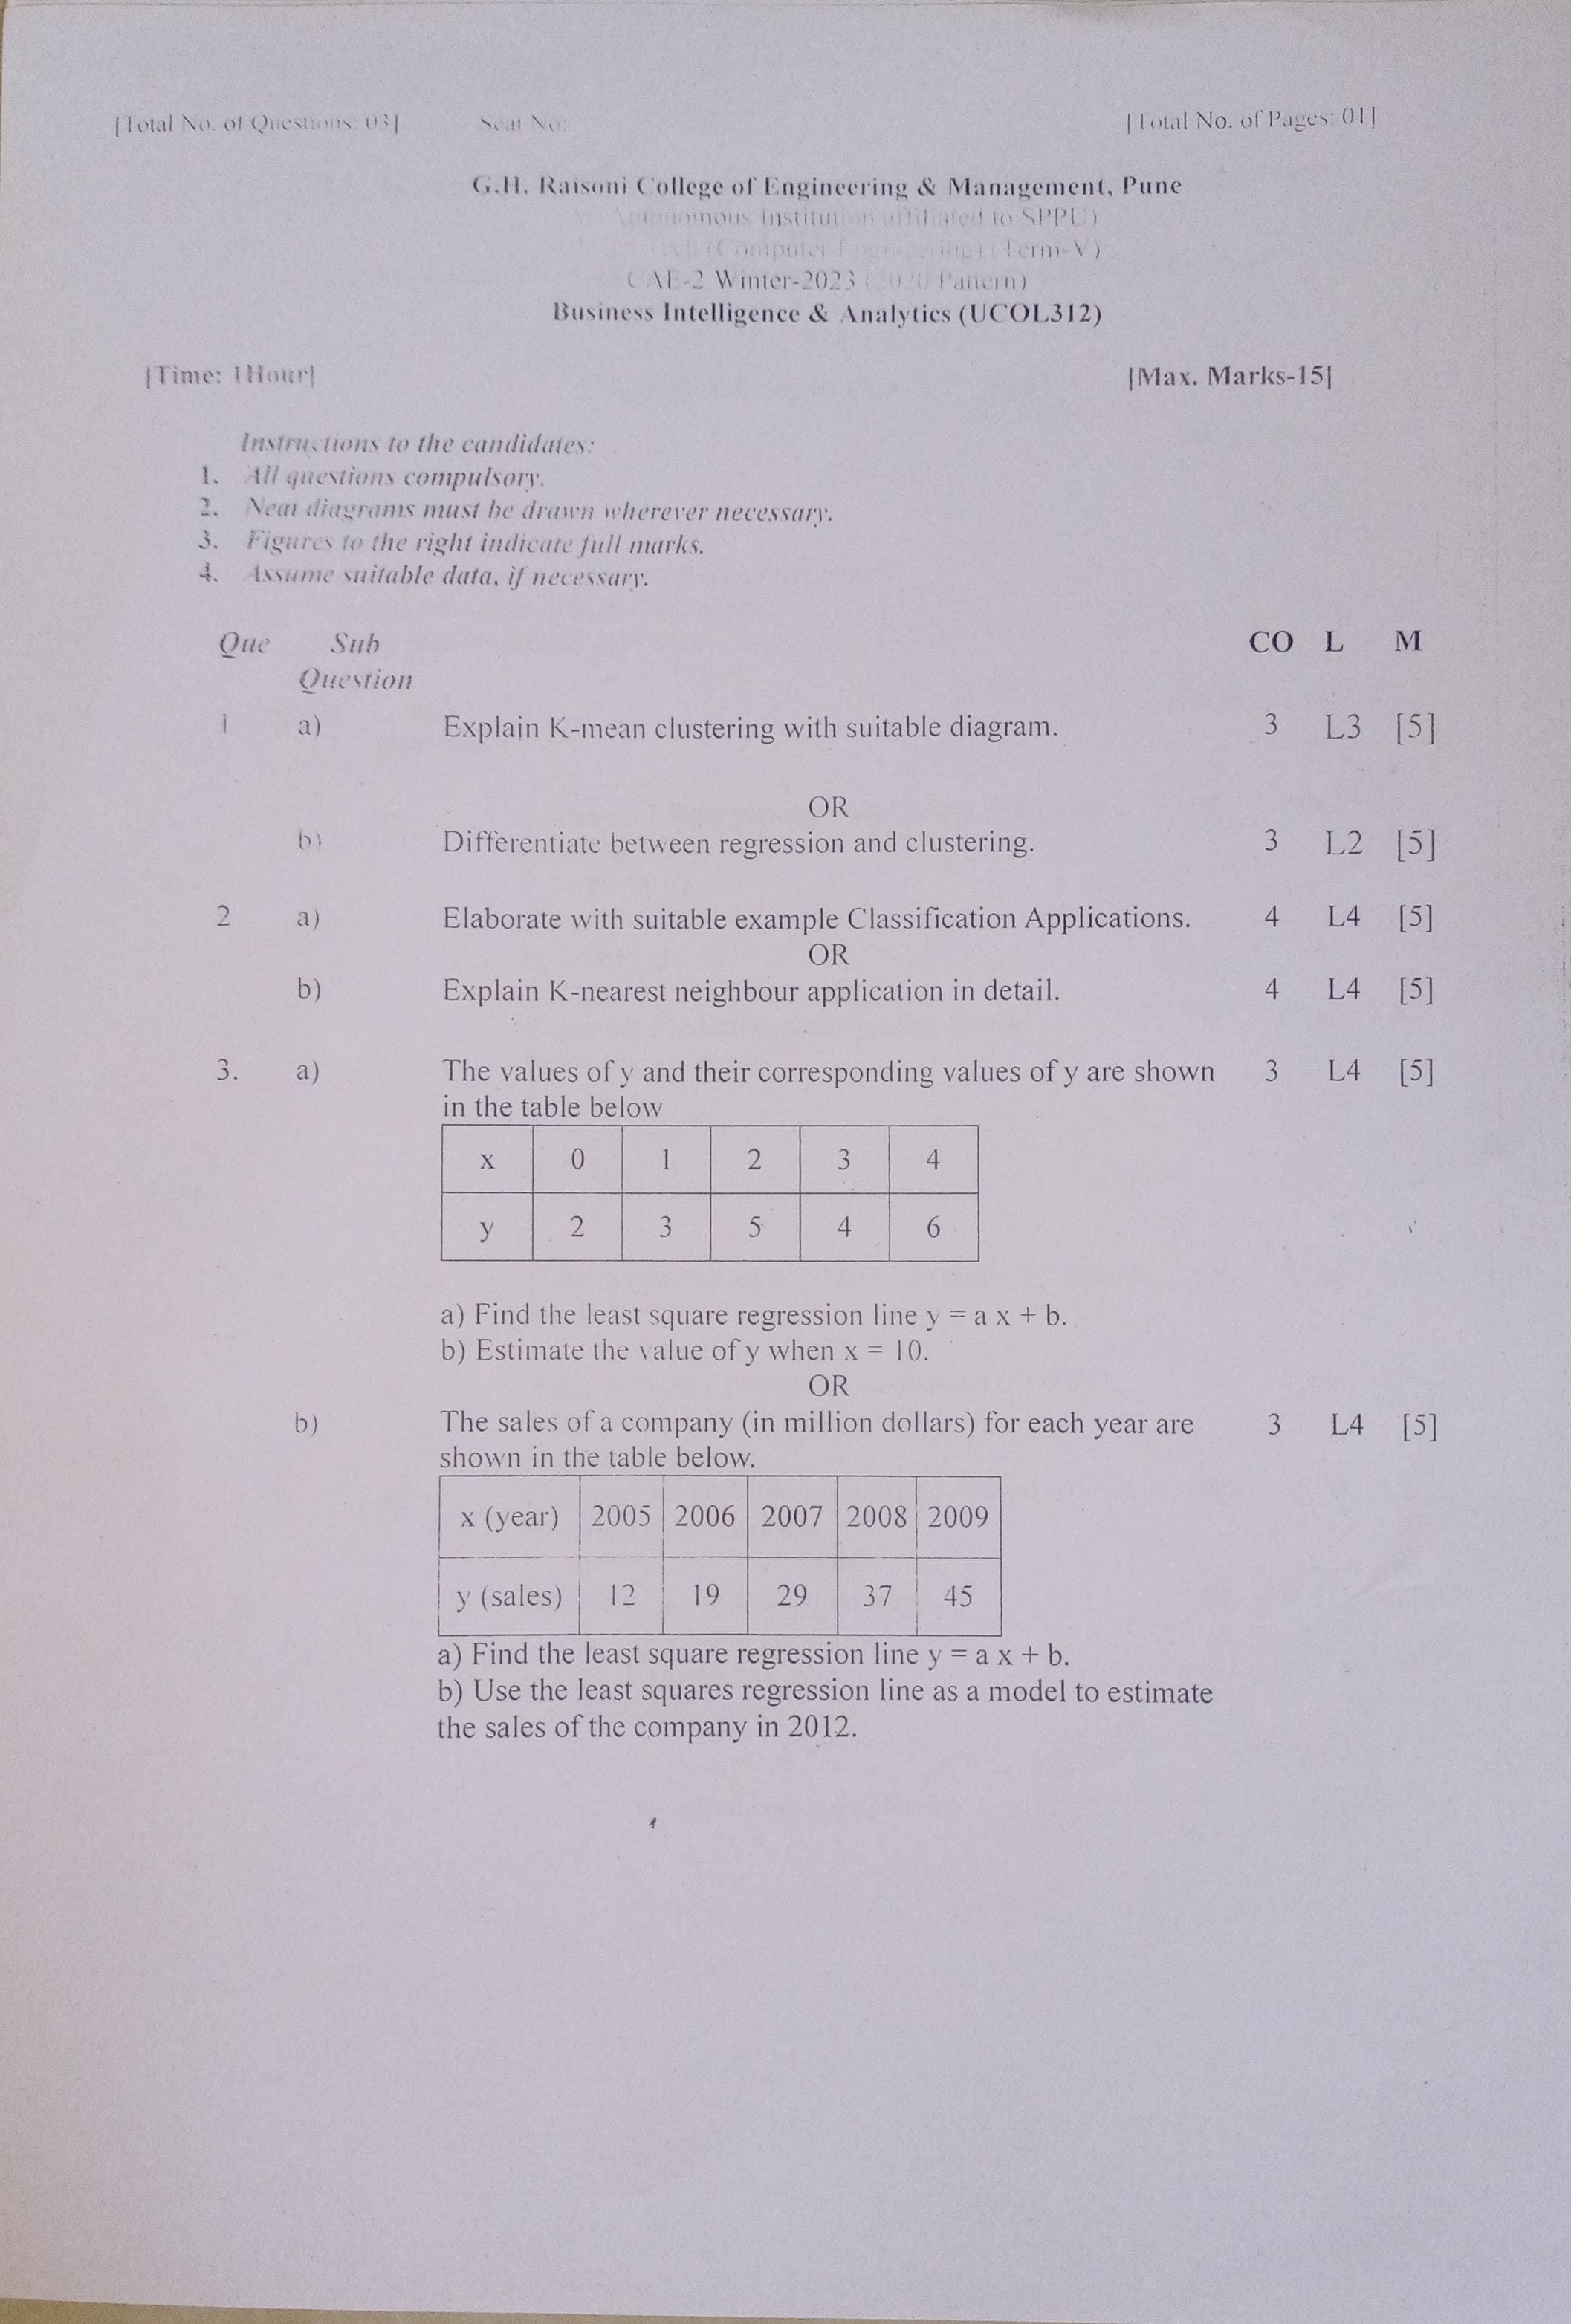 [Total No. of Questions: 03] Seat No: [Total No. of Pages: 01]
G.H. Raisoni College of Engineering & Management, Pune
Autonomous Institution affiliated to SPPU)
(Computer Engineering) (Term-V)
CAE-2 Winter-2023 (2020 Pattern)
Business Intelligence & Analytics (UCOL312)
[Time: 1Hour] [Max. Marks-15]
Instructions to the candidates:
1. All questions compulsory.
2. Neat diagrams must be drawn wherever necessary.
3. Figures to the right indicate full marks.
4. Assume suitable data, if necessary.
Que Sub CO L M
Question
1 a) Explain K-mean clustering with suitable diagram. 3 L3 [5]
OR
b) Differentiate between regression and clustering. 3 L2 [5]
2 a) Elaborate with suitable example Classification Applications. 4 L4 [5]
OR
b) Explain K-nearest neighbour application in detail. 4 L4 [5]
3. a) The values of y and their corresponding values of y are shown 3 L4 [5]
in the table below
x 0 1 2 3 4
y 2 3 5 4 6
a) Find the least square regression line y = a x + b.
b) Estimate the value of y when x = 10.
OR
b) The sales of a company (in million dollars) for each year are 3 L4 [5]
shown in the table below.
x (year) 2005 2006 2007 2008 2009
y (sales) 12 19 29 37 45
a) Find the least square regression line y = a x + b.
b) Use the least squares regression line as a model to estimate
the sales of the company in 2012.